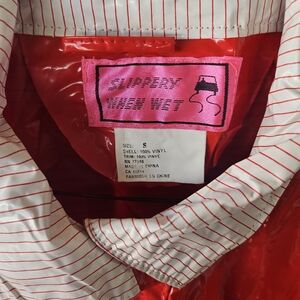 SLIPPERY
WHEN WET
SIZE: S
SHELL: 100% VINYL
TRIM: 100% VINYL
MADE IN CHINA